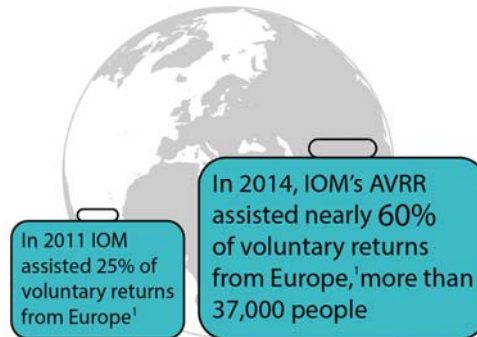 In 2011 IOM
assisted 25% of
voluntary returns
from Europe¹
In 2014, IOM's AVRR
assisted nearly 60%
of voluntary returns
from Europe,¹more than
37,000 people